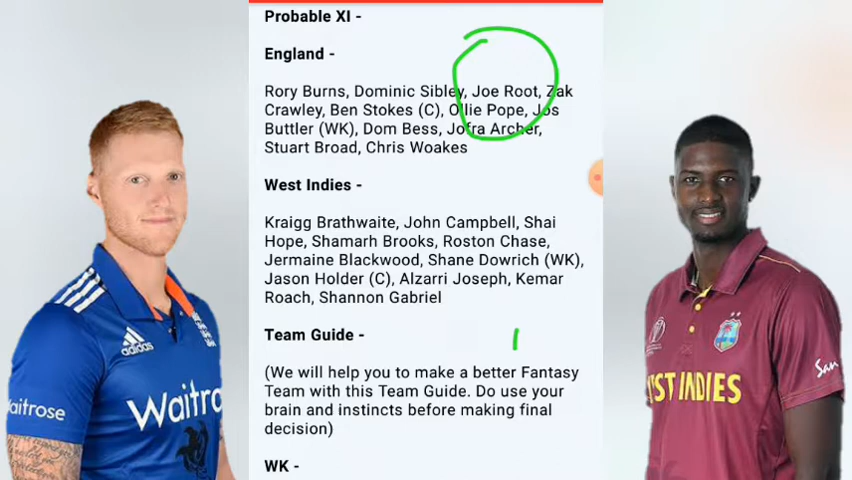 Probable XI -
England -
Rory Burns, Dominic Sibley, Joe Root, Zak
Crawley, Ben Stokes (C), Ollie Pope, Jos
Buttler (WK), Dom Bess, Jofra Archer,
Stuart Broad, Chris Woakes
West Indies -
Kraigg Brathwaite, John Campbell, Shai
Hope, Shamarh Brooks, Roston Chase,
Jermaine Blackwood, Shane Dowrich (WK),
Jason Holder (C), Alzarri Joseph, Kemar
Roach, Shannon Gabriel
Team Guide -
(We will help you to make a better Fantasy
Team with this Team Guide. Do use your
brain and instincts before making final
decision)
WK -
adidas
Waitrose
Waitro
WEST INDIES
San